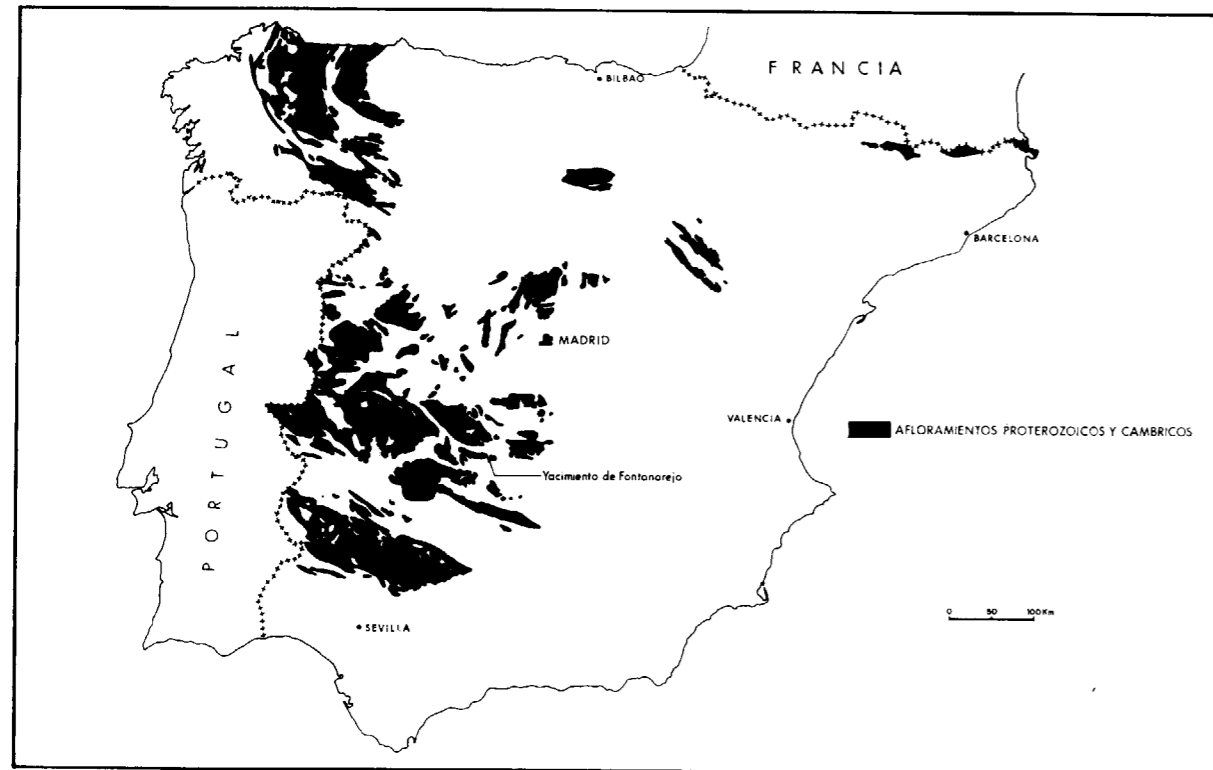 FRANCIA
BILBAO
BARCELONA
MADRID
PORTUGAL
VALENCIA
AFLORAMIENTOS PROTEROZOICOS Y CAMBRICOS
Yacimiento de Fontanarejo
0 50 100Km
SEVILLA